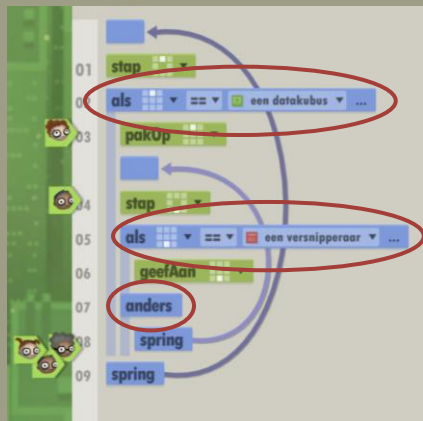 01 stap
02 als == een datakubus ...
03 pakOp
04 stap
05 als == een versnipperaar ...
06 geefAan
07 anders
08 spring
09 spring